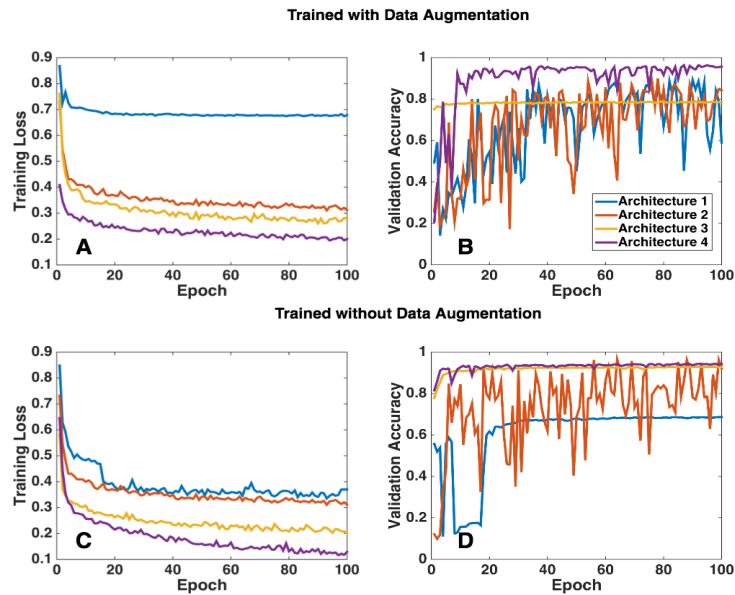 Trained with Data Augmentation
0.9
0.8
0.7
0.6
0.5
0.4
0.3
0.2
0.1
Training Loss
A
0 20 40 60 80 100
Epoch
1
0.8
0.6
0.4
0.2
0
Validation Accuracy
Architecture 1
Architecture 2
Architecture 3
Architecture 4
B
0 20 40 60 80 100
Epoch
Trained without Data Augmentation
0.9
0.8
0.7
0.6
0.5
0.4
0.3
0.2
0.1
Training Loss
C
0 20 40 60 80 100
Epoch
1
0.8
0.6
0.4
0.2
0
Validation Accuracy
D
0 20 40 60 80 100
Epoch